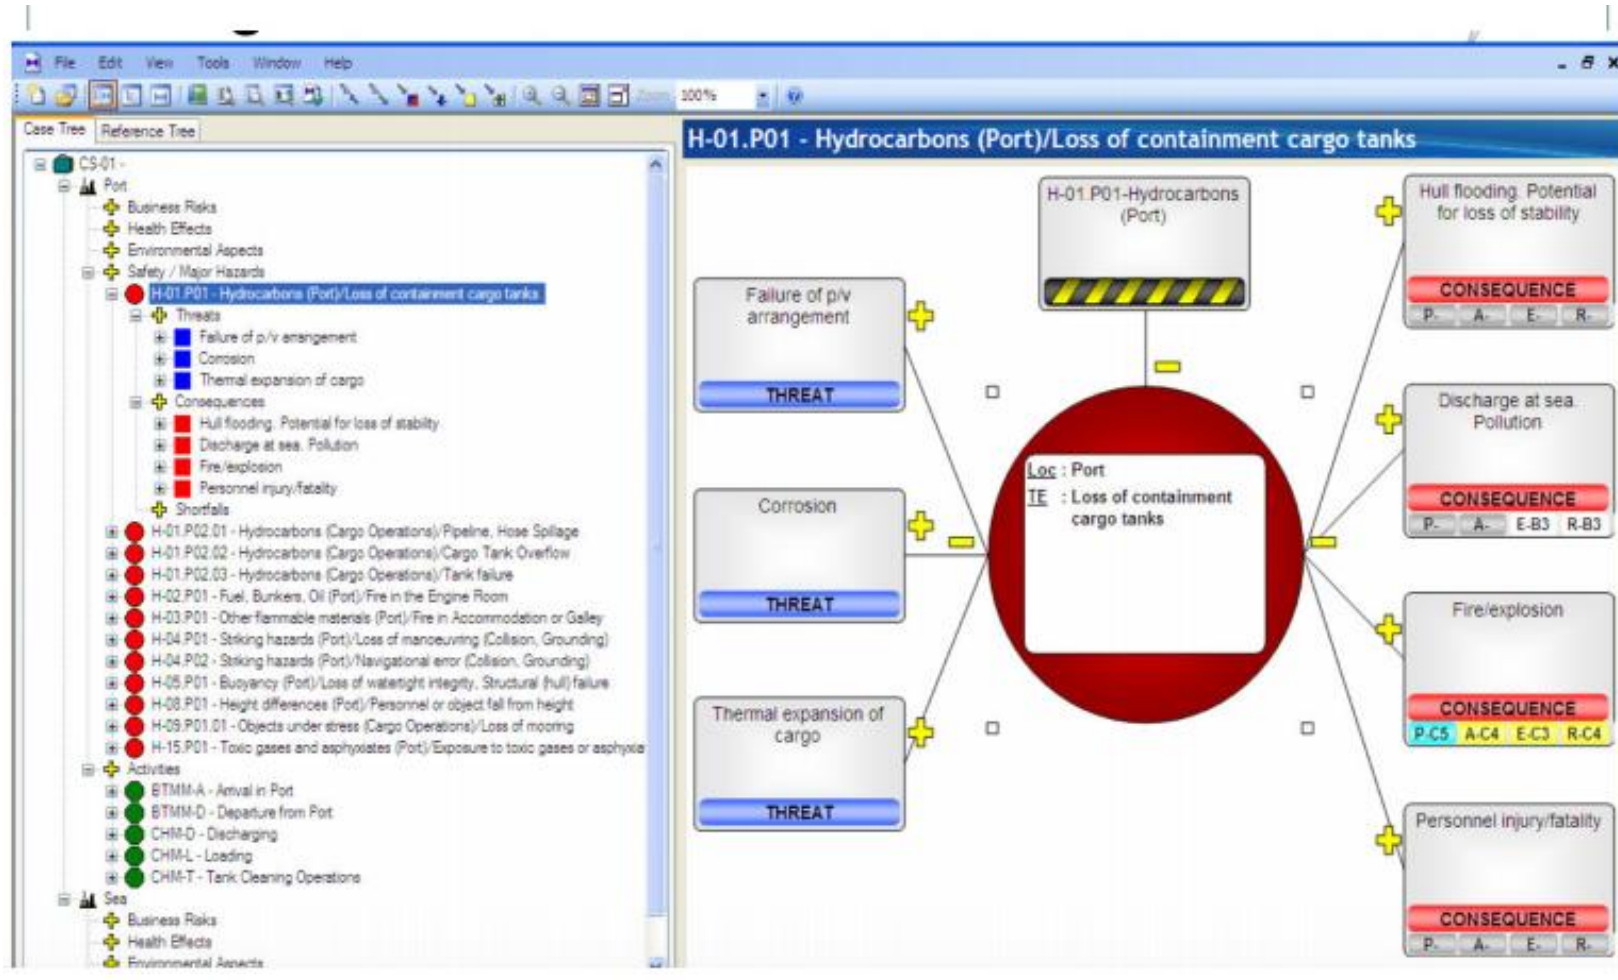 File Edit View Tools Window Help
Zoom 100%
Case Tree Reference Tree
CS-01 -
Port
Business Risks
Health Effects
Environmental Aspects
Safety / Major Hazards
H-01.P01 - Hydrocarbons (Port)/Loss of containment cargo tanks
Threats
Failure of p/v arrangement
Corrosion
Thermal expansion of cargo
Consequences
Hull flooding. Potential for loss of stability
Discharge at sea. Pollution
Fire/explosion
Personnel injury/fatality
Shortfalls
H-01.P02.01 - Hydrocarbons (Cargo Operations)/Pipeline, Hose Spillage
H-01.P02.02 - Hydrocarbons (Cargo Operations)/Cargo Tank Overflow
H-01.P02.03 - Hydrocarbons (Cargo Operations)/Tank failure
H-02.P01 - Fuel, Bunkers, Oil (Port)/Fire in the Engine Room
H-03.P01 - Other flammable materials (Port)/Fire in Accommodation or Galley
H-04.P01 - Striking hazards (Port)/Loss of manoeuvring (Collision, Grounding)
H-04.P02 - Striking hazards (Port)/Navigational error (Collision, Grounding)
H-05.P01 - Buoyancy (Port)/Loss of watertight integrity, Structural (hull) failure
H-08.P01 - Height differences (Port)/Personnel or object fall from height
H-09.P01.01 - Objects under stress (Cargo Operations)/Loss of mooring
H-15.P01 - Toxic gases and asphyxiates (Port)/Exposure to toxic gases or asphyxia
Activities
BTMM-A - Arrival in Port
BTMM-D - Departure from Port
CHM-D - Discharging
CHM-L - Loading
CHM-T - Tank Cleaning Operations
Sea
Business Risks
Health Effects
Environmental Aspects
H-01.P01 - Hydrocarbons (Port)/Loss of containment cargo tanks
H-01.P01-Hydrocarbons
(Port)
Failure of p/v
arrangement
THREAT
Corrosion
THREAT
Thermal expansion of
cargo
THREAT
Loc : Port
TE : Loss of containment
cargo tanks
Hull flooding. Potential
for loss of stability
CONSEQUENCE
P- A- E- R-
Discharge at sea.
Pollution
CONSEQUENCE
P- A- E-B3 R-B3
Fire/explosion
CONSEQUENCE
P-C5 A-C4 E-C3 R-C4
Personnel injury/fatality
CONSEQUENCE
P- A- E- R-